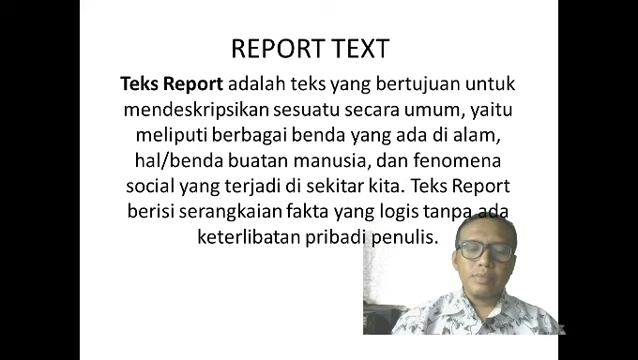 REPORT TEXT
Teks Report adalah teks yang bertujuan untuk
mendeskripsikan sesuatu secara umum, yaitu
meliputi berbagai benda yang ada di alam,
hal/benda buatan manusia, dan fenomena
social yang terjadi di sekitar kita. Teks Report
berisi serangkaian fakta yang logis tanpa ada
keterlibatan pribadi penulis.